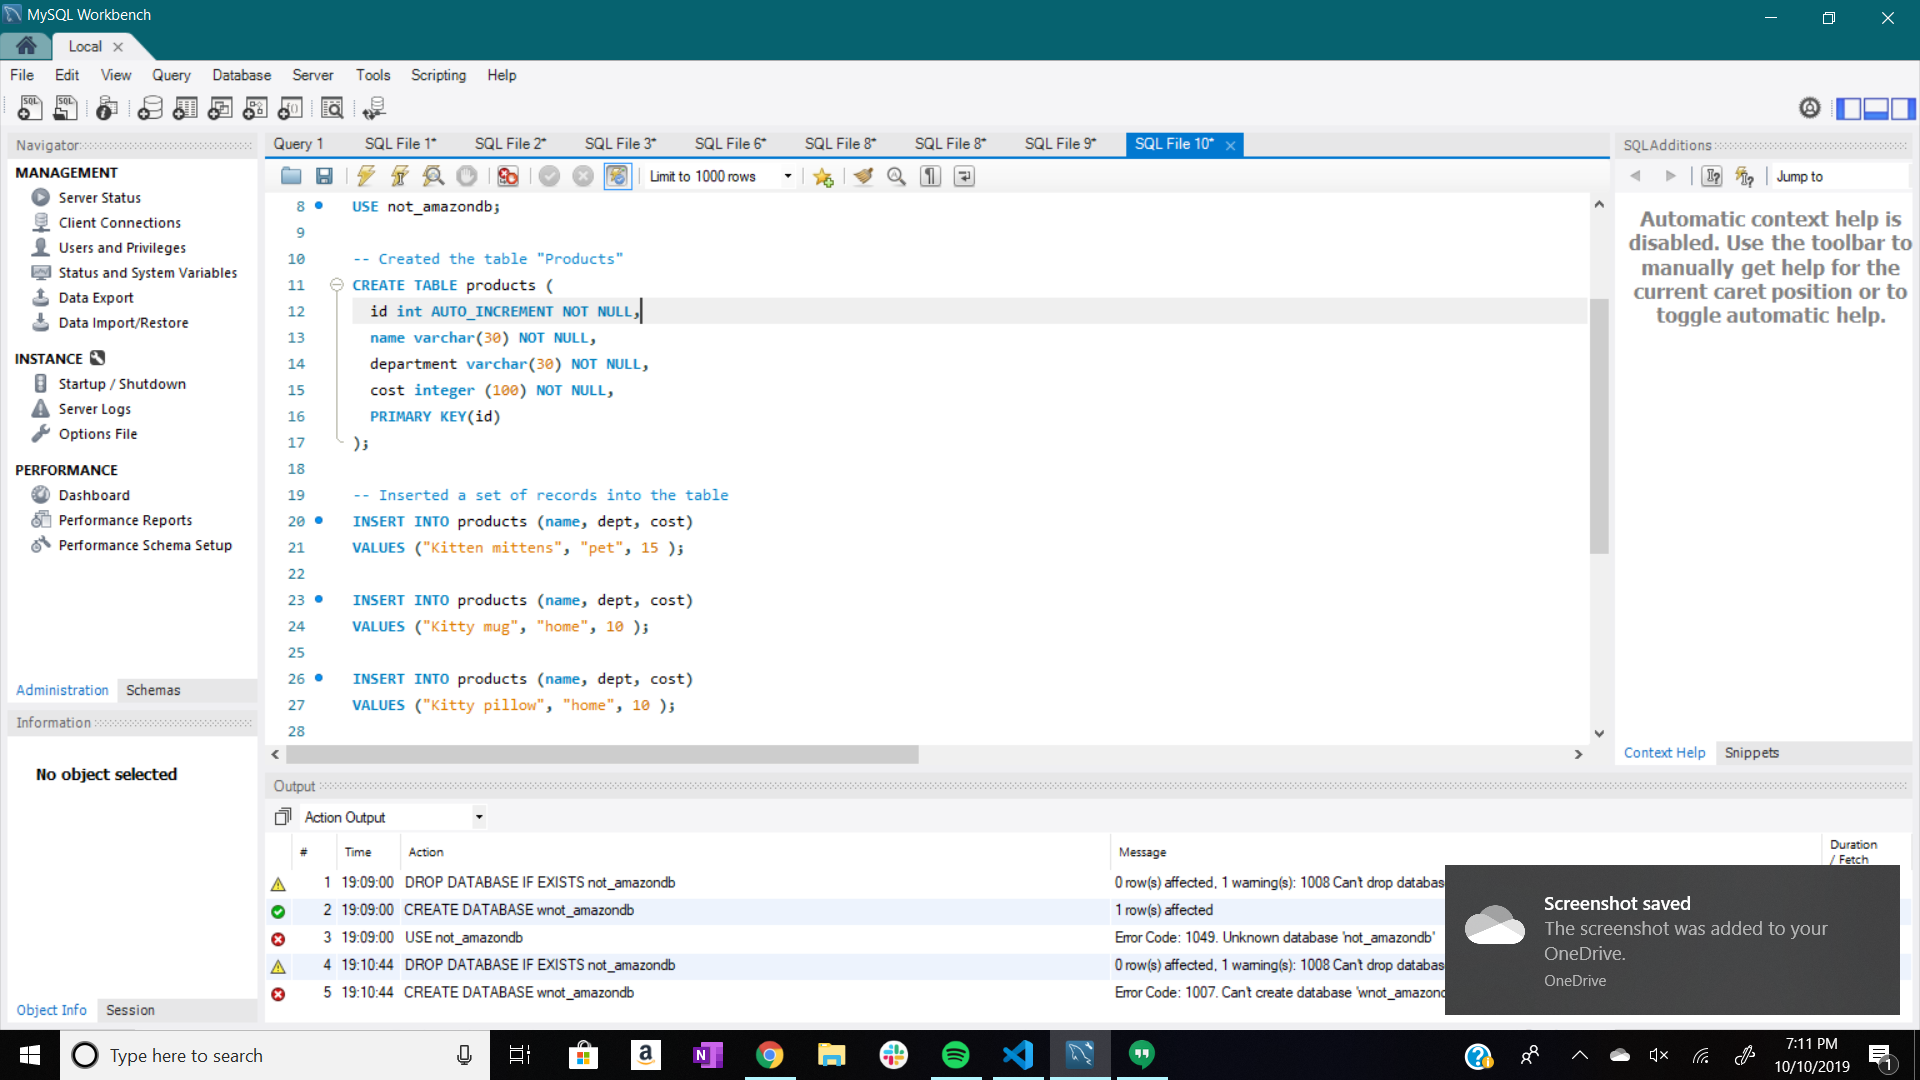 MySQL Workbench
Local
File Edit View Query Database Server Tools Scripting Help
Navigator
MANAGEMENT
Server Status
Client Connections
Users and Privileges
Status and System Variables
Data Export
Data Import/Restore
INSTANCE
Startup / Shutdown
Server Logs
Options File
PERFORMANCE
Dashboard
Performance Reports
Performance Schema Setup
Administration Schemas
Information
No object selected
Object Info Session
Query 1 SQL File 1* SQL File 2* SQL File 3* SQL File 6* SQL File 8* SQL File 8* SQL File 9* SQL File 10*
Limit to 1000 rows
8 USE not_amazondb;
9
10 -- Created the table "Products"
11 CREATE TABLE products (
12 id int AUTO_INCREMENT NOT NULL,
13 name varchar(30) NOT NULL,
14 department varchar(30) NOT NULL,
15 cost integer (100) NOT NULL,
16 PRIMARY KEY(id)
17 );
18
19 -- Inserted a set of records into the table
20 INSERT INTO products (name, dept, cost)
21 VALUES ("Kitten mittens", "pet", 15 );
22
23 INSERT INTO products (name, dept, cost)
24 VALUES ("Kitty mug", "home", 10 );
25
26 INSERT INTO products (name, dept, cost)
27 VALUES ("Kitty pillow", "home", 10 );
28
SQLAdditions
Jump to
Automatic context help is
disabled. Use the toolbar to
manually get help for the
current caret position or to
toggle automatic help.
Context Help Snippets
Output
Action Output
# Time Action Message Duration / Fetch
1 19:09:00 DROP DATABASE IF EXISTS not_amazondb 0 row(s) affected, 1 warning(s): 1008 Can't drop databas
2 19:09:00 CREATE DATABASE wnot_amazondb 1 row(s) affected
3 19:09:00 USE not_amazondb Error Code: 1049. Unknown database 'not_amazondb'
4 19:10:44 DROP DATABASE IF EXISTS not_amazondb 0 row(s) affected, 1 warning(s): 1008 Can't drop databas
5 19:10:44 CREATE DATABASE wnot_amazondb Error Code: 1007. Can't create database 'wnot_amazon
Screenshot saved
The screenshot was added to your
OneDrive.
OneDrive
Type here to search
7:11 PM
10/10/2019
1